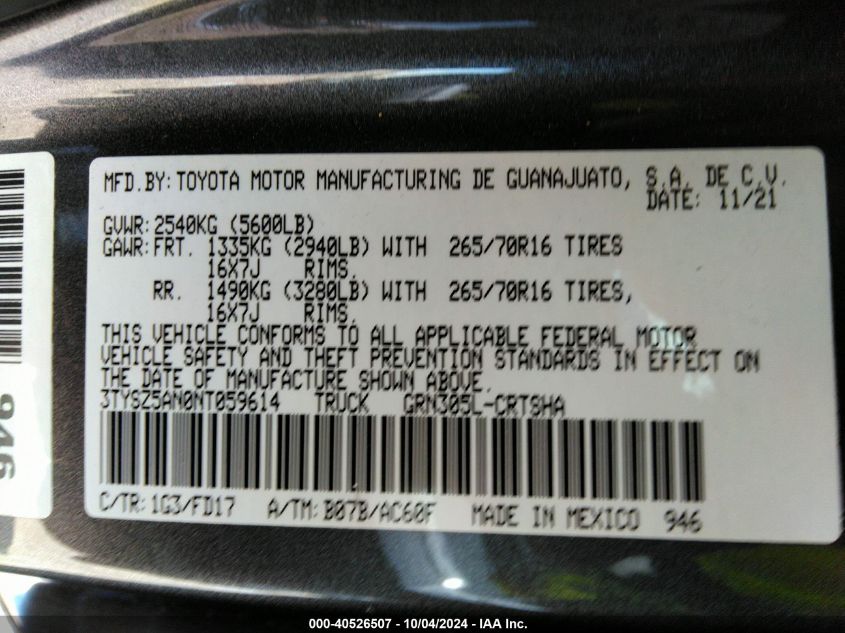 MFD.BY: TOYOTA MOTOR MANUFACTURING DE GUANAJUATO, S.A. DE C.V.
DATE: 11/21
GVWR: 2540KG (5600LB)
GAWR: FRT. 1335KG (2940LB) WITH 265/70R16 TIRES
16X7J RIMS.
RR. 1490KG (3280LB) WITH 265/70R16 TIRES,
16X7J RIMS.
THIS VEHICLE CONFORMS TO ALL APPLICABLE FEDERAL MOTOR
VEHICLE SAFETY AND THEFT PREVENTION STANDARDS IN EFFECT ON
THE DATE OF MANUFACTURE SHOWN ABOVE.
3TYSZ5AN0NT059614 TRUCK GRN305L-CRTSHA
C/TR: 1G3/FD17 A/TM: B07B/AC60F MADE IN MEXICO 946
946
000-40526507 - 10/04/2024 - IAA Inc.